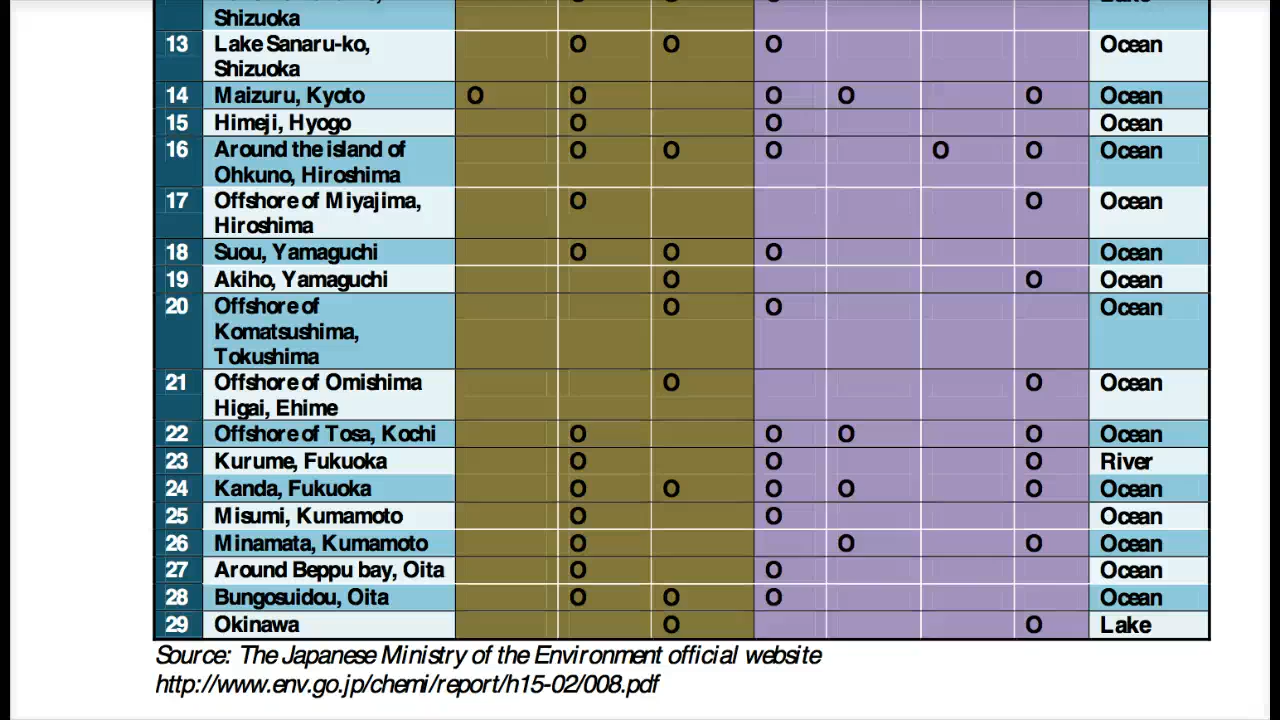 Shizuoka
13 Lake Sanaru-ko, O O O Ocean
Shizuoka
14 Maizuru, Kyoto O O O O O Ocean
15 Himeji, Hyogo O O Ocean
16 Around the island of O O O O O Ocean
Ohkuno, Hiroshima
17 Offshore of Miyajima, O O Ocean
Hiroshima
18 Suou, Yamaguchi O O O Ocean
19 Akiho, Yamaguchi O O Ocean
20 Offshore of O O Ocean
Komatsushima,
Tokushima
21 Offshore of Omishima O O Ocean
Higai, Ehime
22 Offshore of Tosa, Kochi O O O O Ocean
23 Kurume, Fukuoka O O O River
24 Kanda, Fukuoka O O O O O Ocean
25 Misumi, Kumamoto O O Ocean
26 Minamata, Kumamoto O O O Ocean
27 Around Beppu bay, Oita O O Ocean
28 Bungosuidou, Oita O O O Ocean
29 Okinawa O O Lake
Source: The Japanese Ministry of the Environment official website
http://www.env.go.jp/chemi/report/h15-02/008.pdf